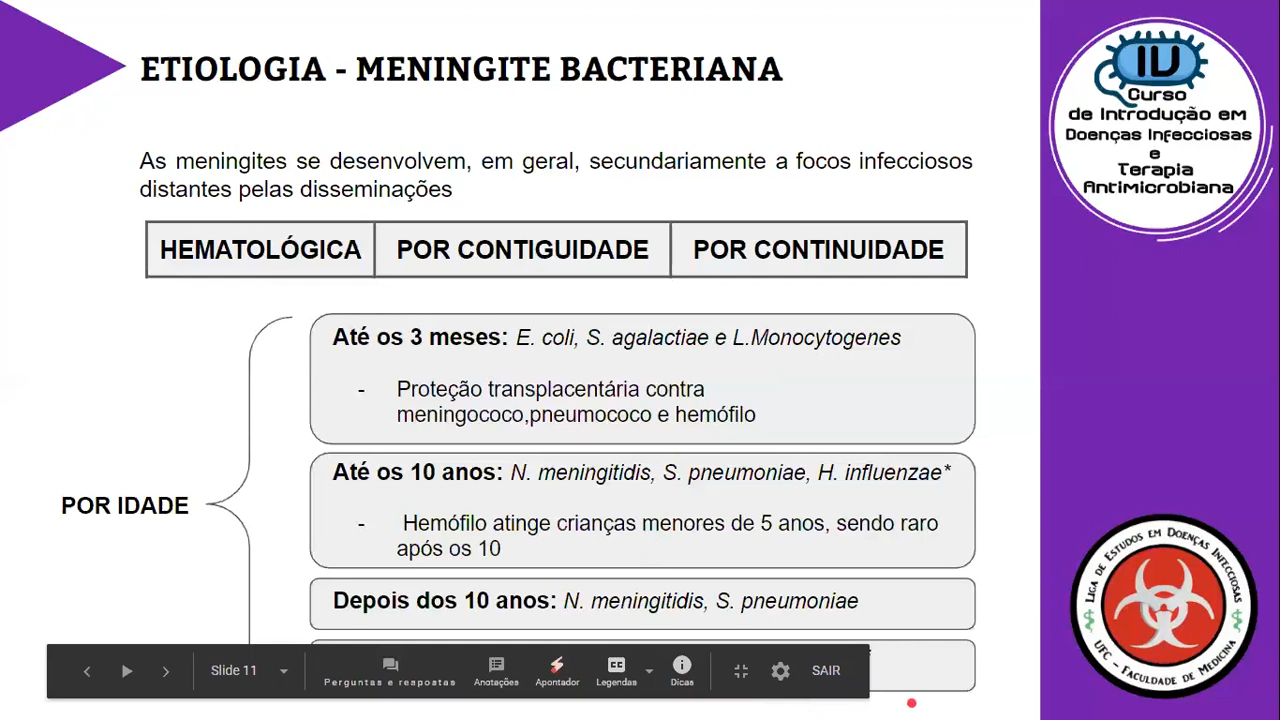 ETIOLOGIA - MENINGITE BACTERIANA
As meningites se desenvolvem, em geral, secundariamente a focos infecciosos
distantes pelas disseminações
HEMATOLÓGICA POR CONTIGUIDADE POR CONTINUIDADE
POR IDADE
Até os 3 meses: E. coli, S. agalactiae e L.Monocytogenes
- Proteção transplacentária contra
meningococo,pneumococo e hemófilo
Até os 10 anos: N. meningitidis, S. pneumoniae, H. influenzae*
- Hemófilo atinge crianças menores de 5 anos, sendo raro
após os 10
Depois dos 10 anos: N. meningitidis, S. pneumoniae
Slide 11
Perguntas e respostas
Anotações
Apontador
CC
Legendas
Dicas
SAIR
IV
Curso
de Introdução em
Doenças Infecciosas
e
Terapia
Antimicrobiana
Liga de Estudos em Doenças Infecciosas
UFC - Faculdade de Medicina